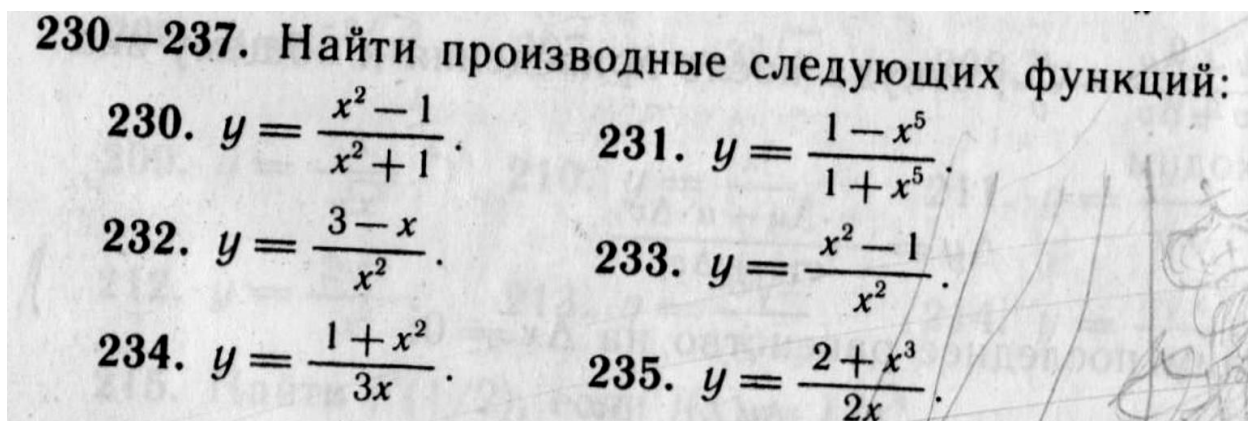 230—237. Найти производные следующих функций:
230. y = (x² — 1)/(x² + 1). 231. y = (1 — x⁵)/(1 + x⁵).
232. y = (3 — x)/x². 233. y = (x² — 1)/x².
234. y = (1 + x²)/3x. 235. y = (2 + x³)/2x.